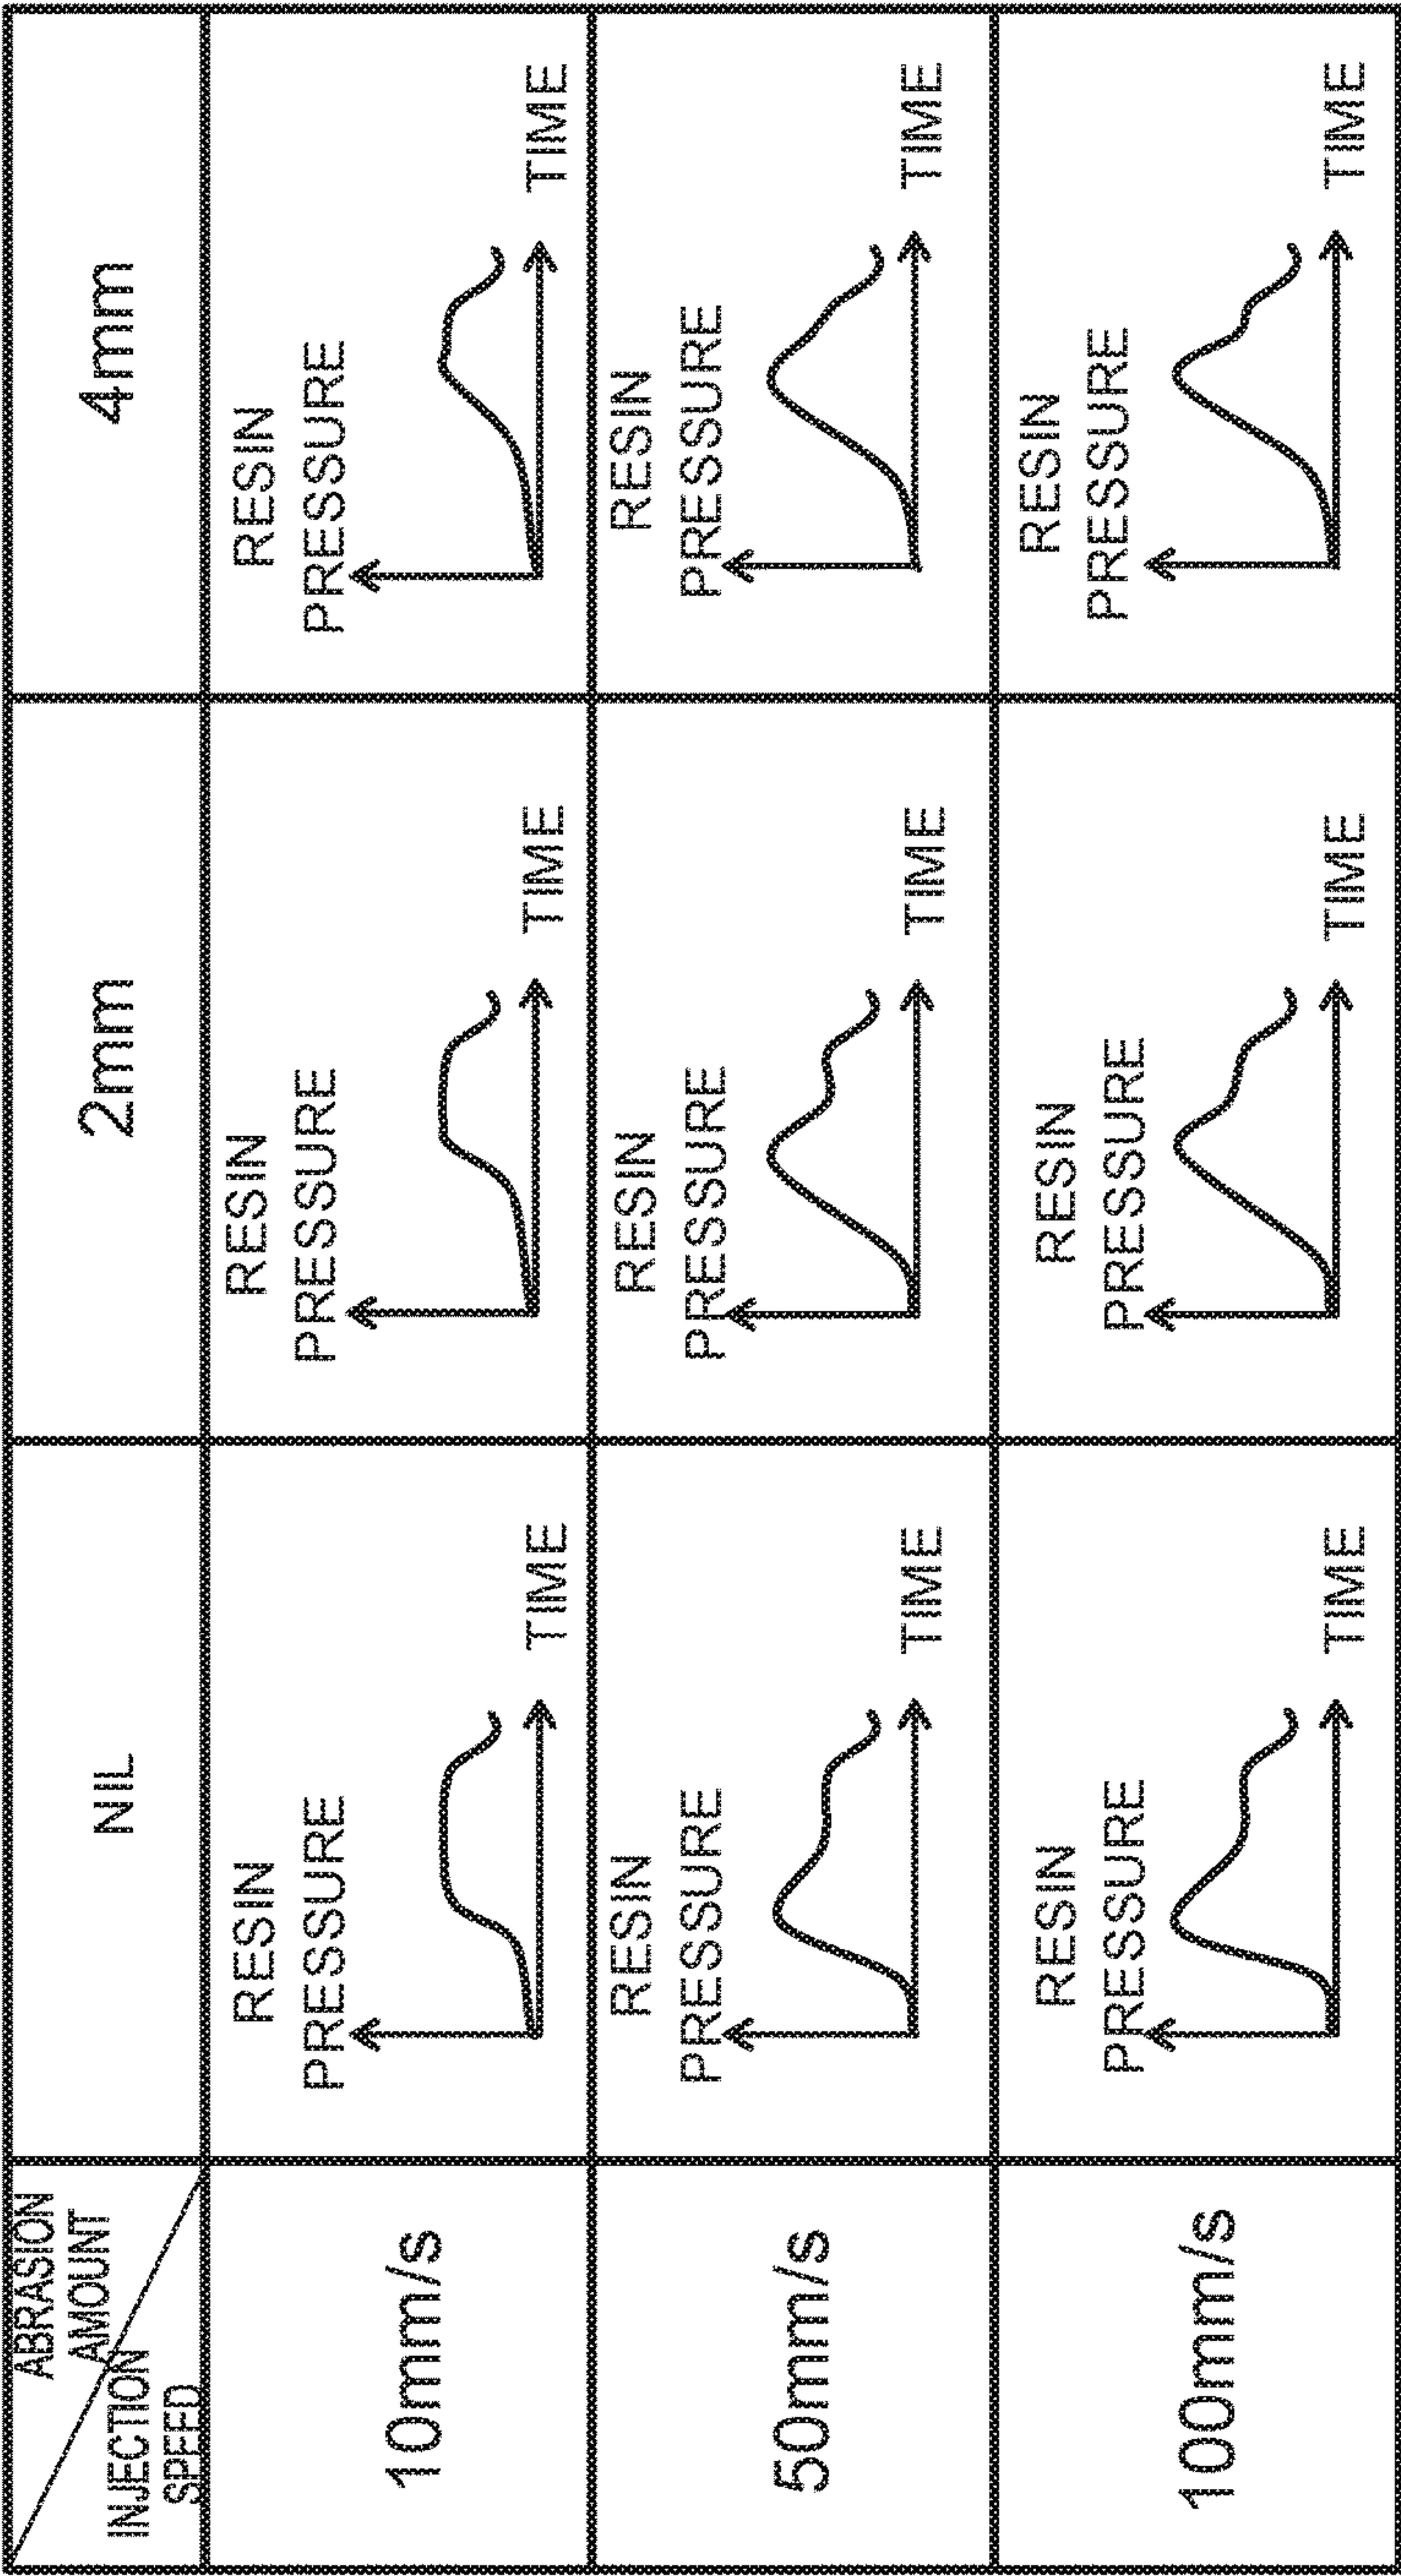 ABRASION
AMOUNT
INJECTION
SPEED
NIL
2mm
4mm
10mm/s
RESIN
PRESSURE
TIME
RESIN
PRESSURE
TIME
RESIN
PRESSURE
TIME
50mm/s
RESIN
PRESSURE
TIME
RESIN
PRESSURE
TIME
RESIN
PRESSURE
TIME
100mm/s
RESIN
PRESSURE
TIME
RESIN
PRESSURE
TIME
RESIN
PRESSURE
TIME